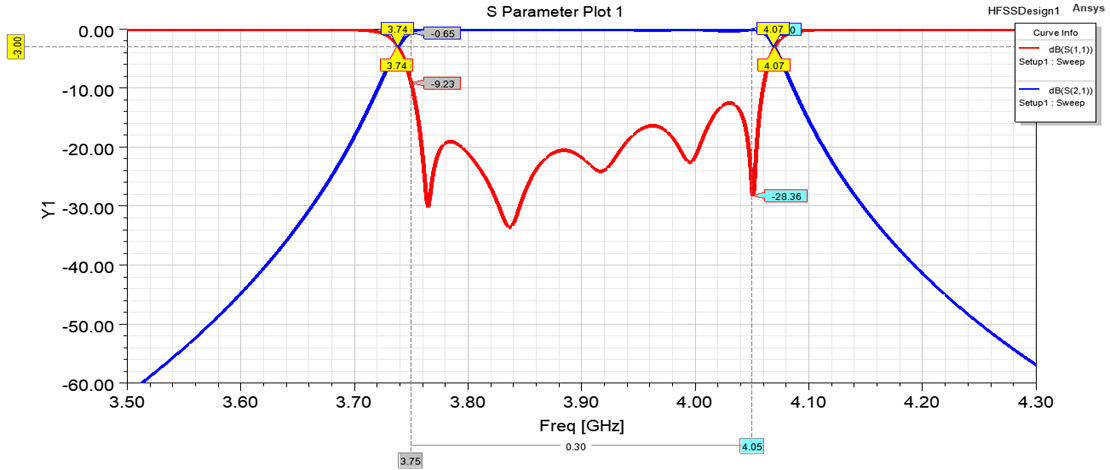 S Parameter Plot 1
HFSSDesign1
Ansys
Curve Info
dB(S(1,1))
Setup1 : Sweep
dB(S(2,1))
Setup1 : Sweep
-3.00
0.00
-10.00
-20.00
-30.00
-40.00
-50.00
-60.00
Y1
3.74
-0.65
3.74
-9.23
4.07
0
4.07
-28.36
3.50
3.60
3.70
3.80
3.90
4.00
4.10
4.20
4.30
Freq [GHz]
0.30
4.05
3.75